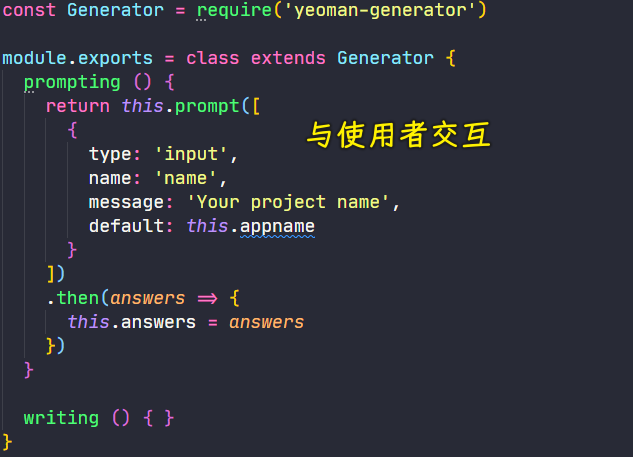 const Generator = require('yeoman-generator')
module.exports = class extends Generator {
prompting () {
return this.prompt([
{
与使用者交互
type: 'input',
name: 'name',
message: 'Your project name',
default: this.appname
}
])
.then(answers => {
this.answers = answers
})
}
writing () { }
}